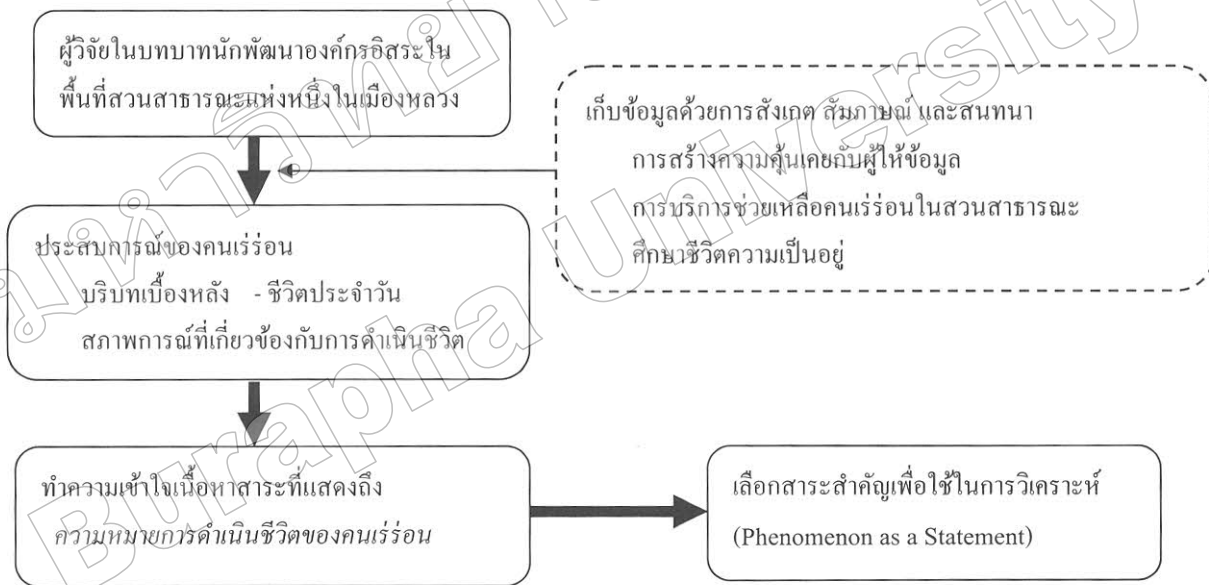 ผู้วิจัยในบทบาทนักพัฒนาองค์กรอิสระใน
พื้นที่สวนสาธารณะแห่งหนึ่งในเมืองหลวง
เก็บข้อมูลด้วยการสังเกต สัมภาษณ์ และสนทนา
การสร้างความคุ้นเคยกับผู้ให้ข้อมูล
การบริการช่วยเหลือคนเร่ร่อนในสวนสาธารณะ
ศึกษาชีวิตความเป็นอยู่
ประสบการณ์ของคนเร่ร่อน
บริบทเบื้องหลัง - ชีวิตประจำวัน
สภาพการณ์ที่เกี่ยวข้องกับการดำเนินชีวิต
ทำความเข้าใจเนื้อหาสาระที่แสดงถึง
ความหมายการดำเนินชีวิตของคนเร่ร่อน
เลือกสาระสำคัญเพื่อใช้ในการวิเคราะห์
(Phenomenon as a Statement)
Burapha University